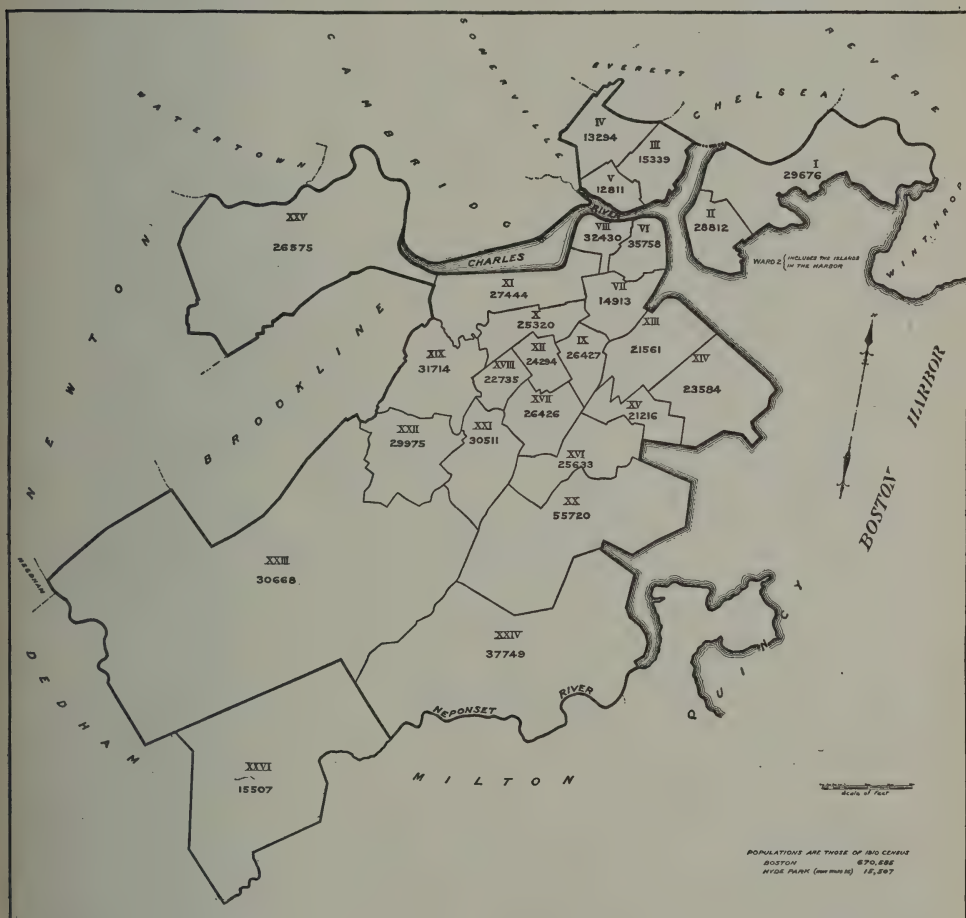 WATERTOWN
CAMBRIDGE
SOMERVILLE
EVERETT
CHELSEA
REVERE
WINTHROP
IV
13294
III
15339
V
12811
I
29676
II
28812
WARD 2 { INCLUDES THE ISLANDS
IN THE HARBOR
XXV
26575
CHARLES
RIVER
VIII
32430
VI
35758
XI
27444
VII
14913
X
25320
NEWTON
BROOKLINE
XIX
31714
XVIII
22735
XII
24294
IX
26427
XIII
21561
XIV
23584
XVII
26426
XV
21216
XXII
29975
XXI
30511
XVI
25633
XX
55720
BOSTON HARBOR
NEEDHAM
XXIII
30668
XXIV
37749
DEDHAM
NEPONSET RIVER
QUINCY
MILTON
XXVI
15507
Scale of Feet
POPULATIONS ARE THOSE OF 1910 CENSUS
BOSTON 670,585
HYDE PARK 15,507